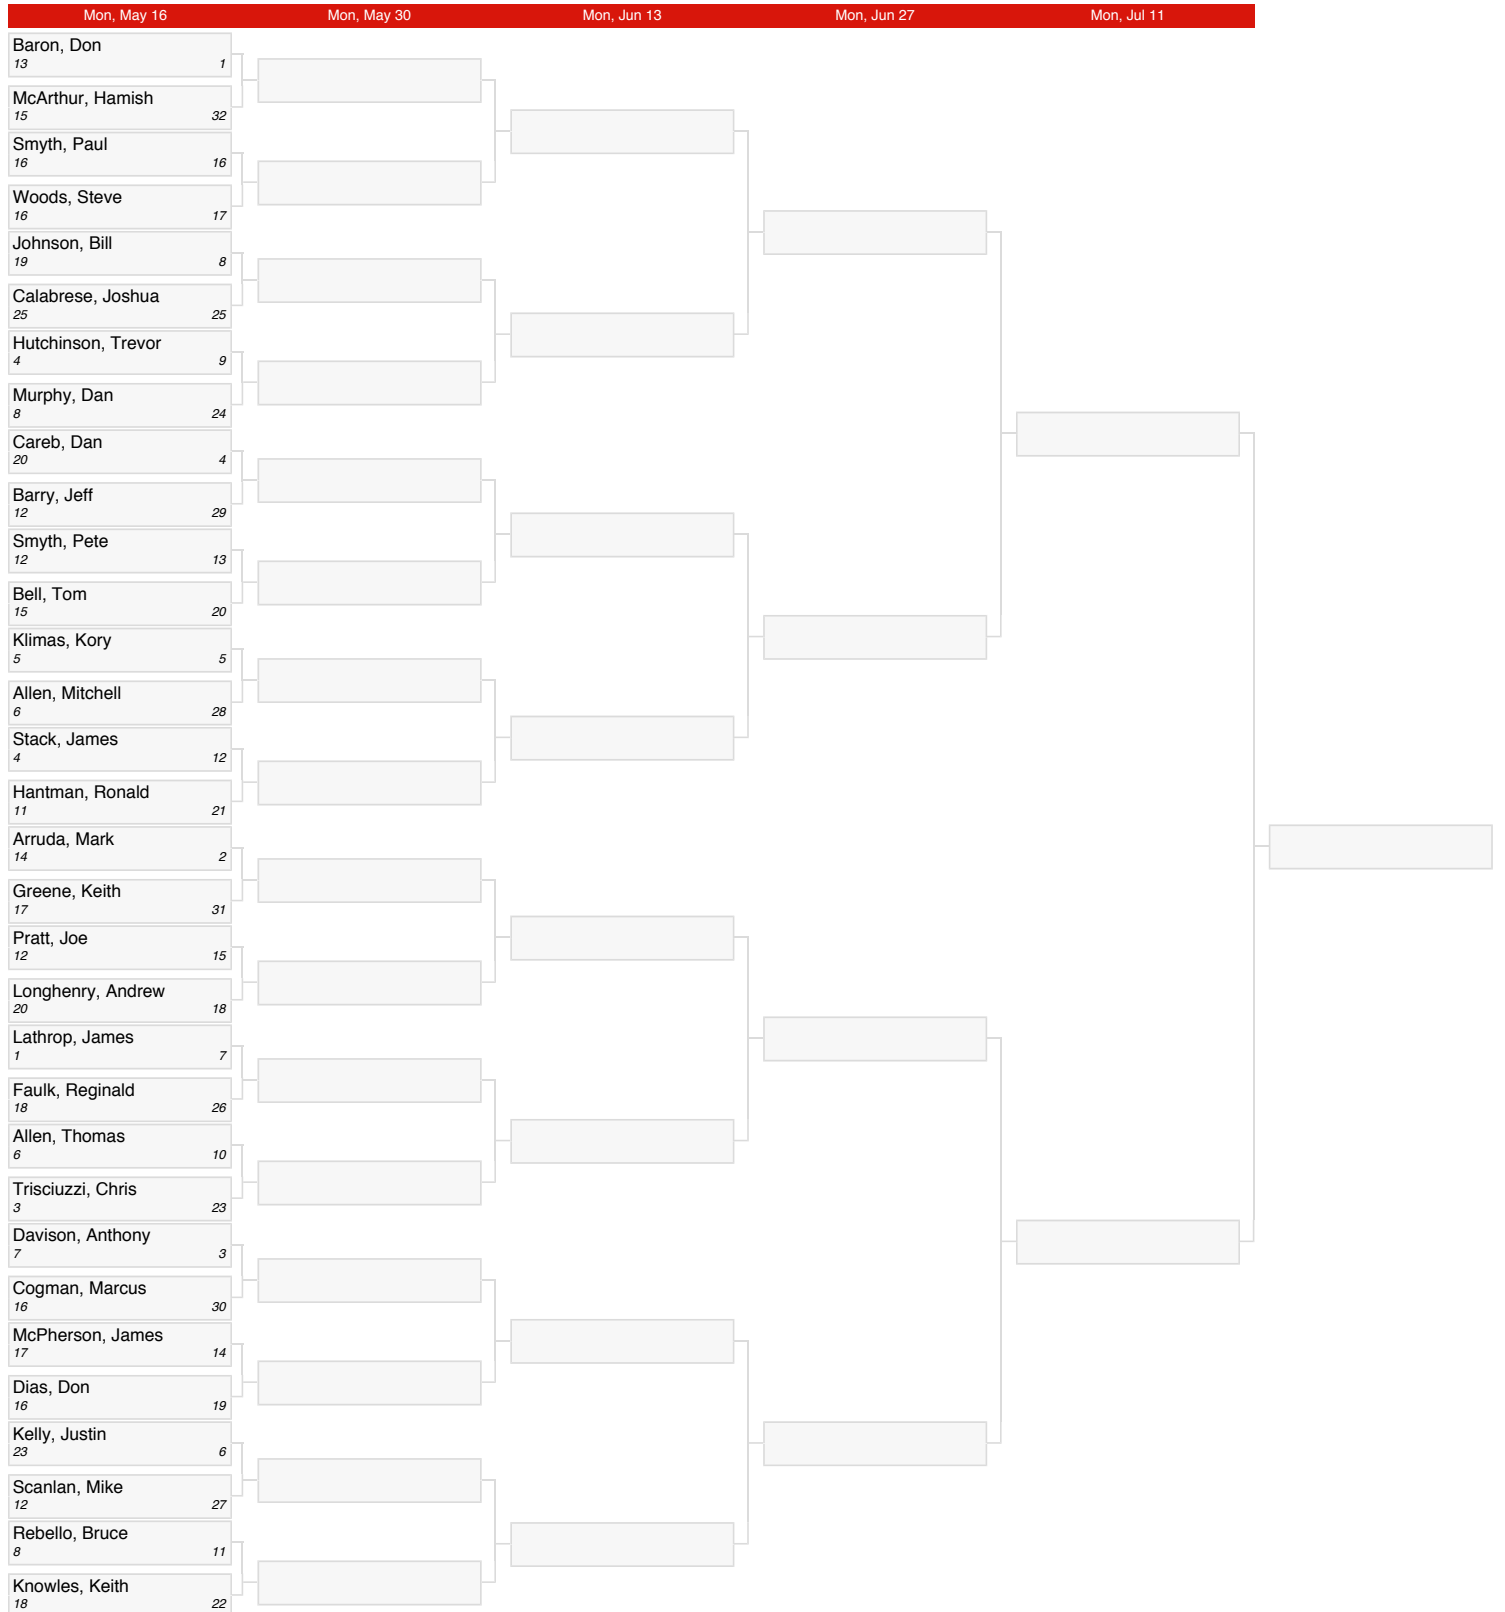 Mon, May 16 Mon, May 30 Mon, Jun 13 Mon, Jun 27 Mon, Jul 11
Baron, Don
13 1
McArthur, Hamish
15 32
Smyth, Paul
16 16
Woods, Steve
16 17
Johnson, Bill
19 8
Calabrese, Joshua
25 25
Hutchinson, Trevor
4 9
Murphy, Dan
8 24
Careb, Dan
20 4
Barry, Jeff
12 29
Smyth, Pete
12 13
Bell, Tom
15 20
Klimas, Kory
5 5
Allen, Mitchell
6 28
Stack, James
4 12
Hantman, Ronald
11 21
Arruda, Mark
14 2
Greene, Keith
17 31
Pratt, Joe
12 15
Longhenry, Andrew
20 18
Lathrop, James
1 7
Faulk, Reginald
18 26
Allen, Thomas
6 10
Trisciuzzi, Chris
3 23
Davison, Anthony
7 3
Cogman, Marcus
16 30
McPherson, James
17 14
Dias, Don
16 19
Kelly, Justin
23 6
Scanlan, Mike
12 27
Rebello, Bruce
8 11
Knowles, Keith
18 22